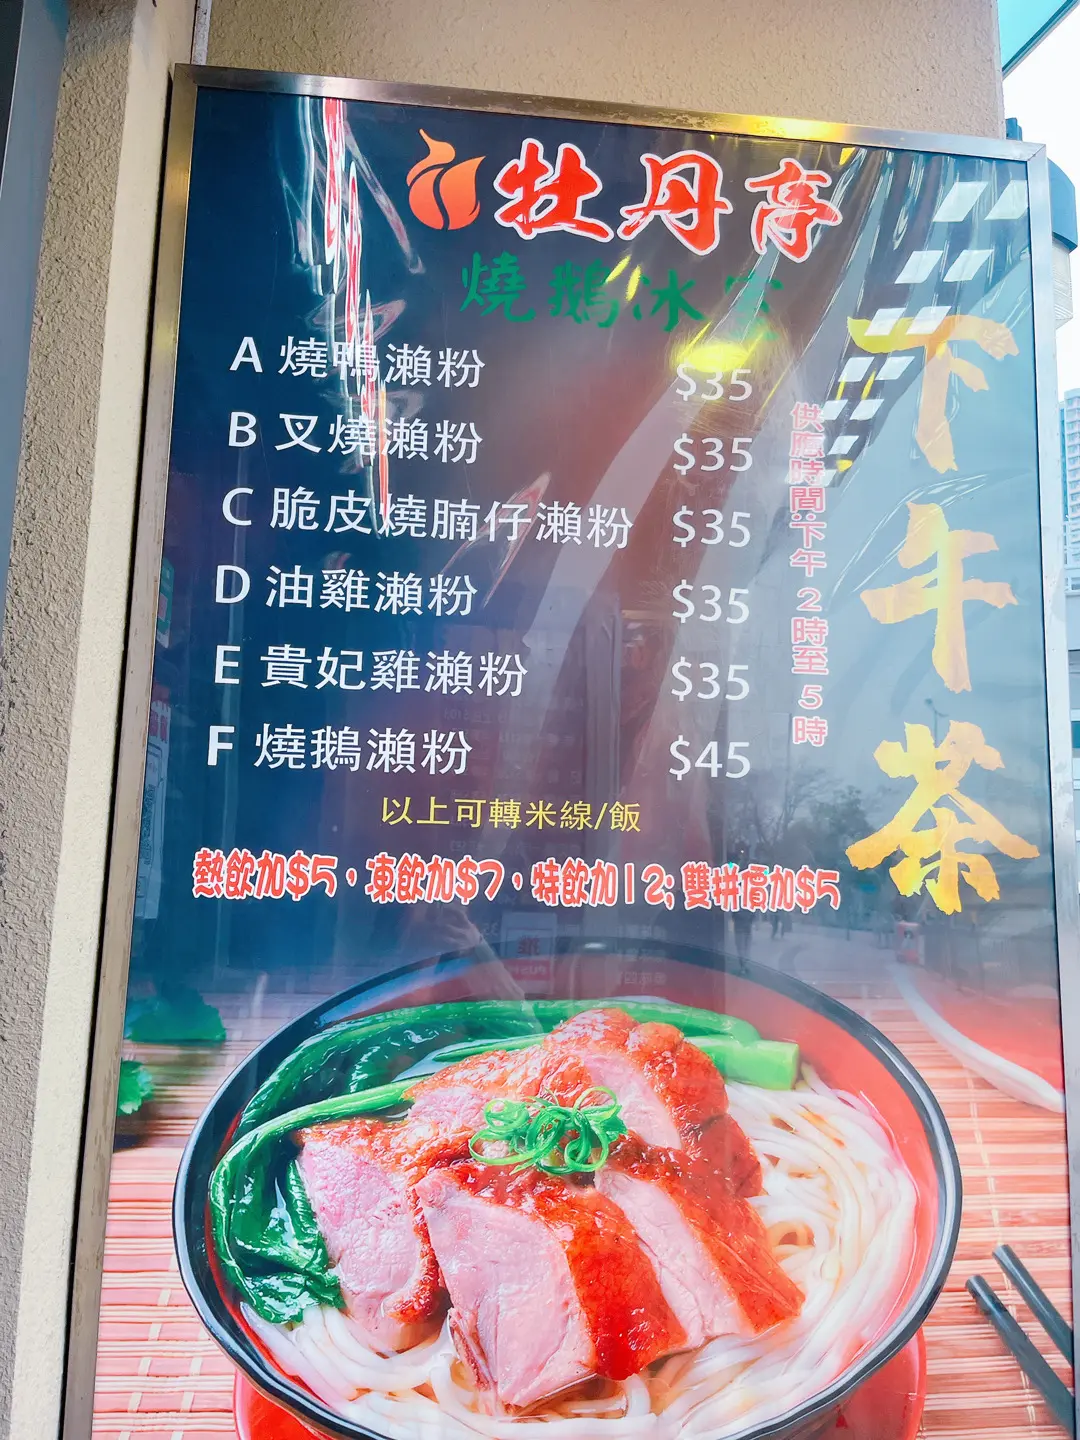 牡丹亭
燒鵝冰室
A 燒鴨瀨粉 $35
B 叉燒瀨粉 $35
C 脆皮燒腩仔瀨粉 $35
D 油雞瀨粉 $35
E 貴妃雞瀨粉 $35
F 燒鵝瀨粉 $45
以上可轉米線/飯
熱飲加$5，凍飲加$7，特飲加12; 雙拼價加$5
供應時間:下午 2 時至 5 時
下午茶